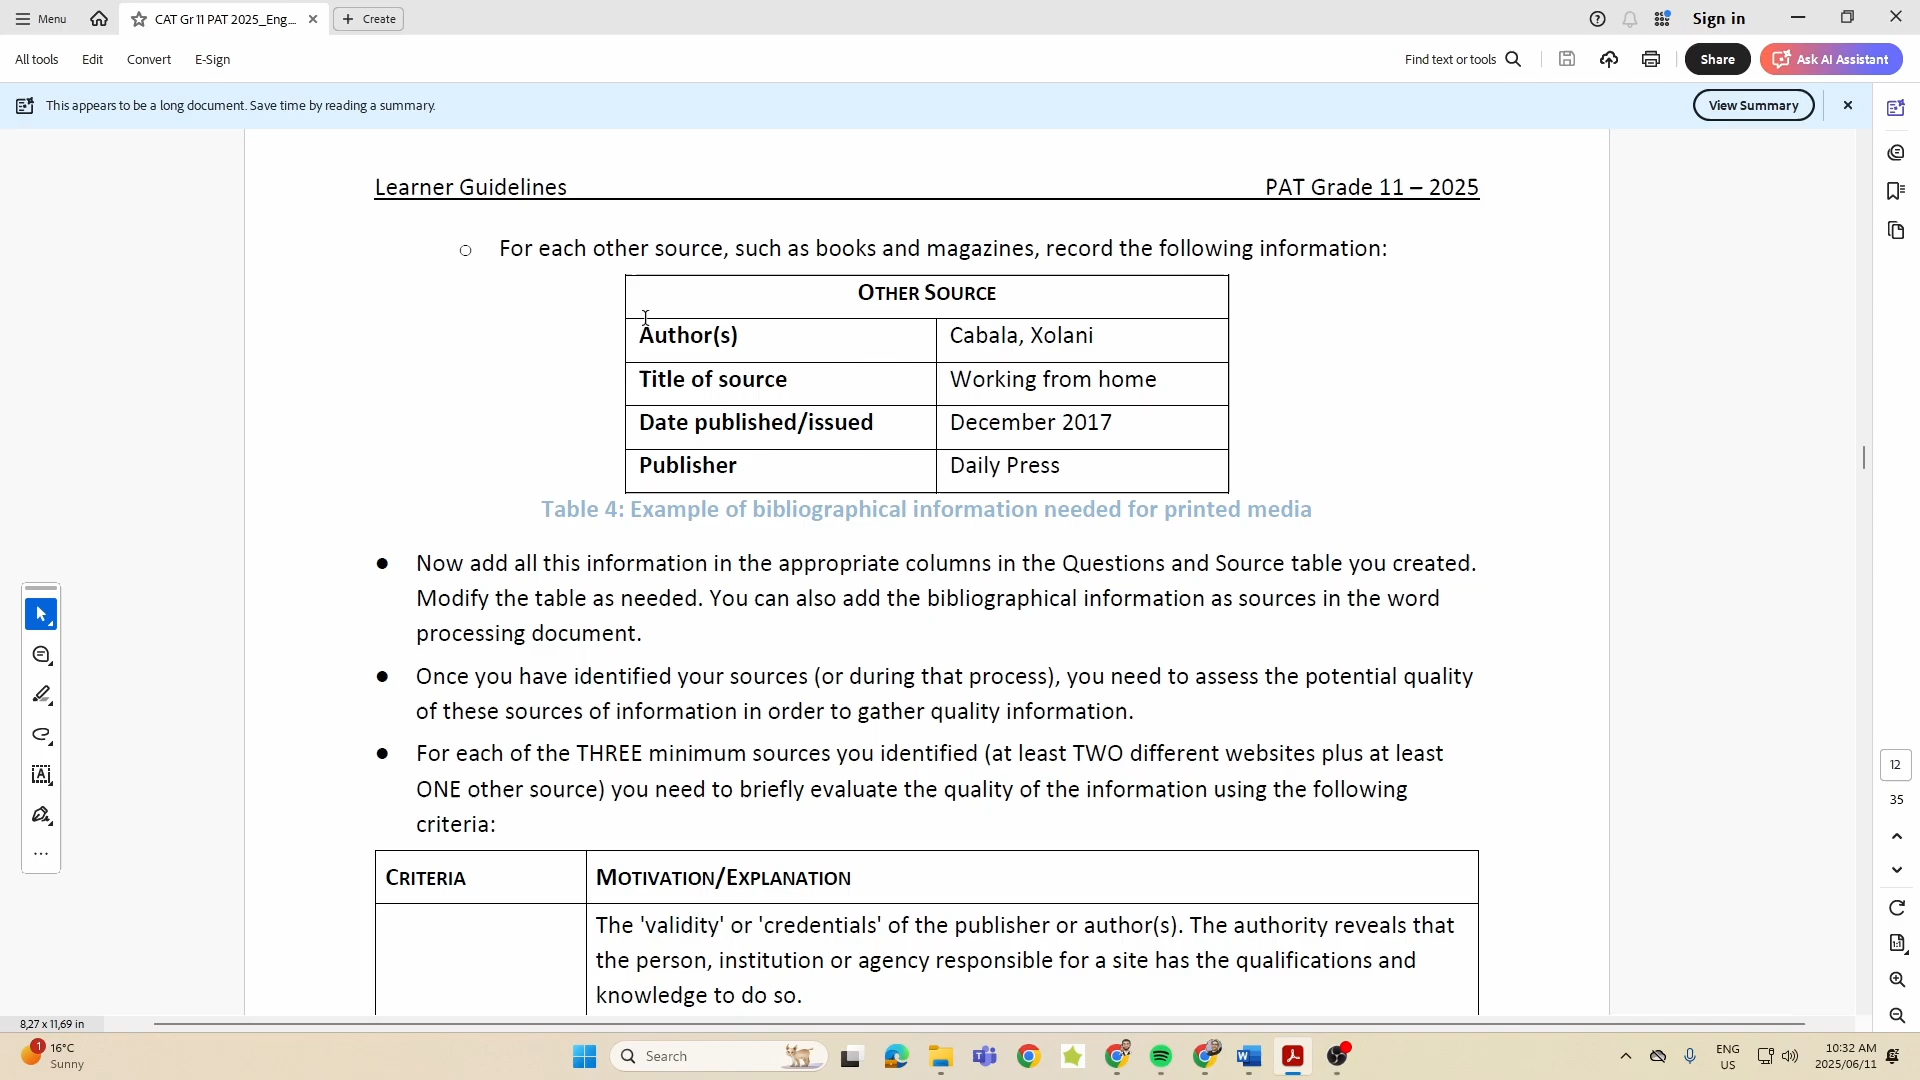 Menu
CAT Gr 11 PAT 2025_Eng...
Create
Sign in
All tools
Edit
Convert
E-Sign
Find text or tools
Share
Ask AI Assistant
This appears to be a long document. Save time by reading a summary.
View Summary
Learner Guidelines PAT Grade 11 – 2025
○ For each other source, such as books and magazines, record the following information:
OTHER SOURCE
Author(s) Cabala, Xolani
Title of source Working from home
Date published/issued December 2017
Publisher Daily Press
Table 4: Example of bibliographical information needed for printed media
● Now add all this information in the appropriate columns in the Questions and Source table you created.
Modify the table as needed. You can also add the bibliographical information as sources in the word
processing document.
● Once you have identified your sources (or during that process), you need to assess the potential quality
of these sources of information in order to gather quality information.
● For each of the THREE minimum sources you identified (at least TWO different websites plus at least
ONE other source) you need to briefly evaluate the quality of the information using the following
criteria:
CRITERIA MOTIVATION/EXPLANATION
The 'validity' or 'credentials' of the publisher or author(s). The authority reveals that
the person, institution or agency responsible for a site has the qualifications and
knowledge to do so.
12
35
8,27 x 11,69 in
1
16°C
Sunny
Search
ENG
US
10:32 AM
2025/06/11